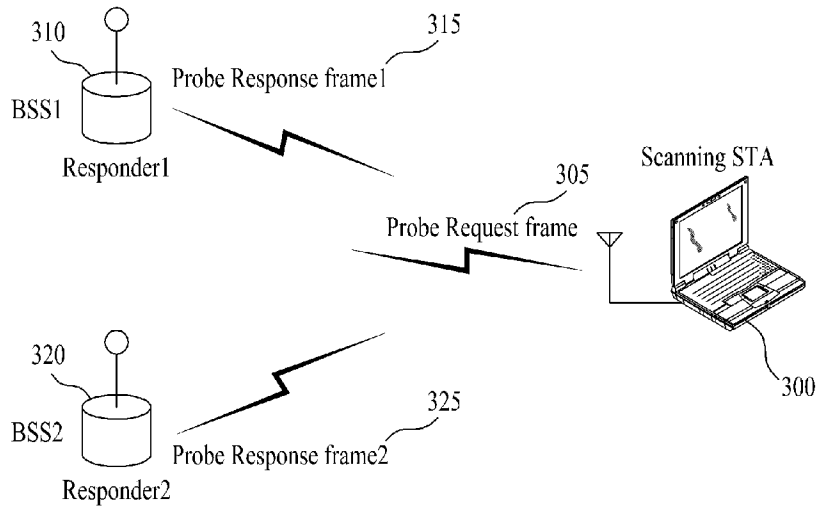 310
315
Probe Response frame1
BSS1
Responder1
Scanning STA
305
Probe Request frame
300
320
325
BSS2
Probe Response frame2
Responder2